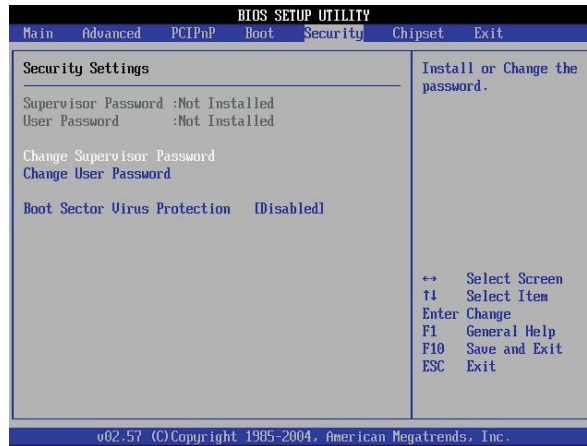 BIOS SETUP UTILITY
Main Advanced PCIPnP Boot Security Chipset Exit
Security Settings
Supervisor Password :Not Installed
User Password :Not Installed
Change Supervisor Password
Change User Password
Boot Sector Virus Protection [Disabled]
Install or Change the
password.
↔ Select Screen
↑↓ Select Item
Enter Change
F1 General Help
F10 Save and Exit
ESC Exit
v02.57 (C)Copyright 1985-2004, American Megatrends, Inc.